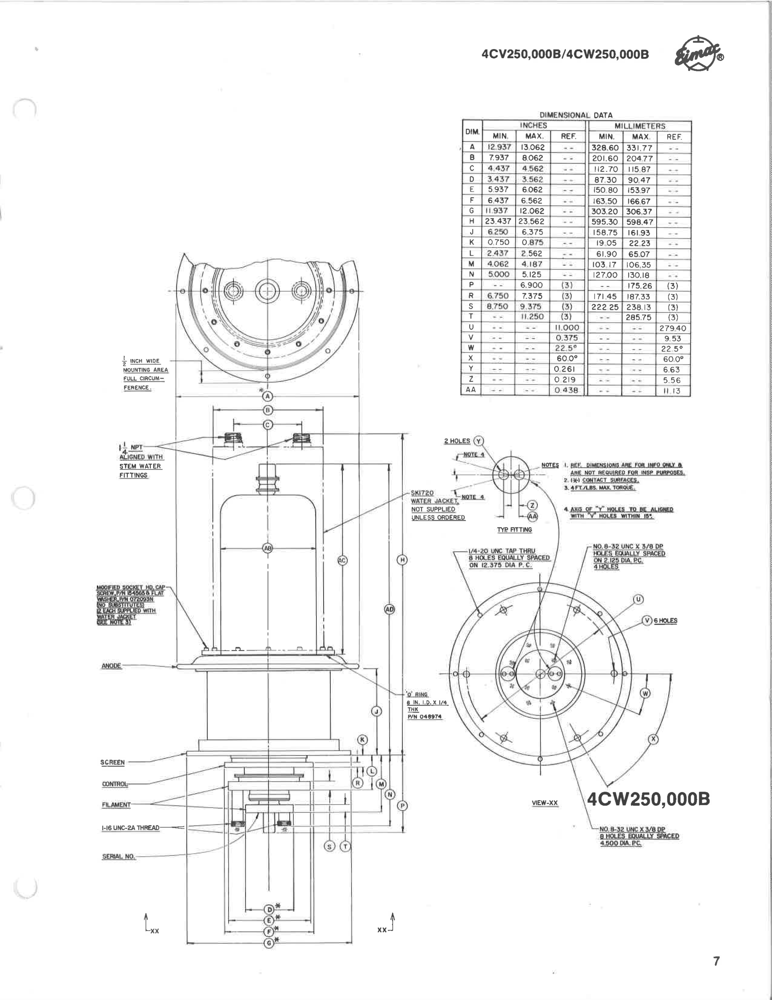 4CV250,000B/4CW250,000B
Eimac ®
DIMENSIONAL DATA
DIM. INCHES MILLIMETERS
MIN. MAX. REF. MIN. MAX. REF.
A 12.937 13.062 -- 328.60 331.77 --
B 7.937 8.062 -- 201.60 204.77 --
C 4.437 4.562 -- 112.70 115.87 --
D 3.437 3.562 -- 87.30 90.47 --
E 5.937 6.062 -- 150.80 153.97 --
F 6.437 6.562 -- 163.50 166.67 --
G 11.937 12.062 -- 303.20 306.37 --
H 23.437 23.562 -- 595.30 598.47 --
J 6.250 6.375 -- 158.75 161.93 --
K 0.750 0.875 -- 19.05 22.23 --
L 2.437 2.562 -- 61.90 65.07 --
M 4.062 4.187 -- 103.17 106.35 --
N 5.000 5.125 -- 127.00 130.18 --
P -- 6.900 (3) -- 175.26 (3)
R 6.750 7.375 (3) 171.45 187.33 (3)
S 8.750 9.375 (3) 222.25 238.13 (3)
T -- 11.250 (3) -- 285.75 (3)
U -- -- 11.000 -- -- 279.40
V -- -- 0.375 -- -- 9.53
W -- -- 22.5° -- -- 22.5°
X -- -- 60.0° -- -- 60.0°
Y -- -- 0.261 -- -- 6.63
Z -- -- 0.219 -- -- 5.56
AA -- -- 0.438 -- -- 11.13
1/2 INCH WIDE
MOUNTING AREA
FULL CIRCUM-
FERENCE.
* A
B
C
1 1/4 NPT
ALIGNED WITH
STEM WATER
FITTINGS
SK1720
WATER JACKET,
NOT SUPPLIED
UNLESS ORDERED
AB
AC
H
AD
MODIFIED SOCKET HD. CAP
SCREW, P/N 154565 & FLAT
WASHER, P/N 072093N
(NO SUBSTITUTES)
12 EACH SUPPLIED WITH
WATER JACKET
(SEE NOTE 3)
ANODE
'O' RING
8 IN. I.D. X 1/4
THK
P/N 048974
J
K
SCREEN
CONTROL
FILAMENT
1-16 UNC-2A THREAD
SERIAL NO.
L
R
M
N
P
S
T
*
*
D*
E*
F*
G*
XX
XX
2 HOLES Y
NOTE 4
NOTE 4
Z
AA
TYP. FITTING
NOTES 1. REF. DIMENSIONS ARE FOR INFO ONLY &
ARE NOT REQUIRED FOR INSP PURPOSES.
2. (*) CONTACT SURFACES.
3. 4 FT./LBS. MAX. TORQUE.
4. AXIS OF "Y" HOLES TO BE ALIGNED
WITH "V" HOLES WITHIN 15°.
1/4-20 UNC TAP THRU
8 HOLES EQUALLY SPACED
ON 12.375 DIA P.C.
NO. 8-32 UNC X 3/8 DP
HOLES EQUALLY SPACED
ON 2.125 DIA. P.C.
4 HOLES
U
V 6 HOLES
W
X
VIEW-XX
4CW250,000B
NO. 8-32 UNC X 3/8 DP
8 HOLES EQUALLY SPACED
4.500 DIA. P.C.
7